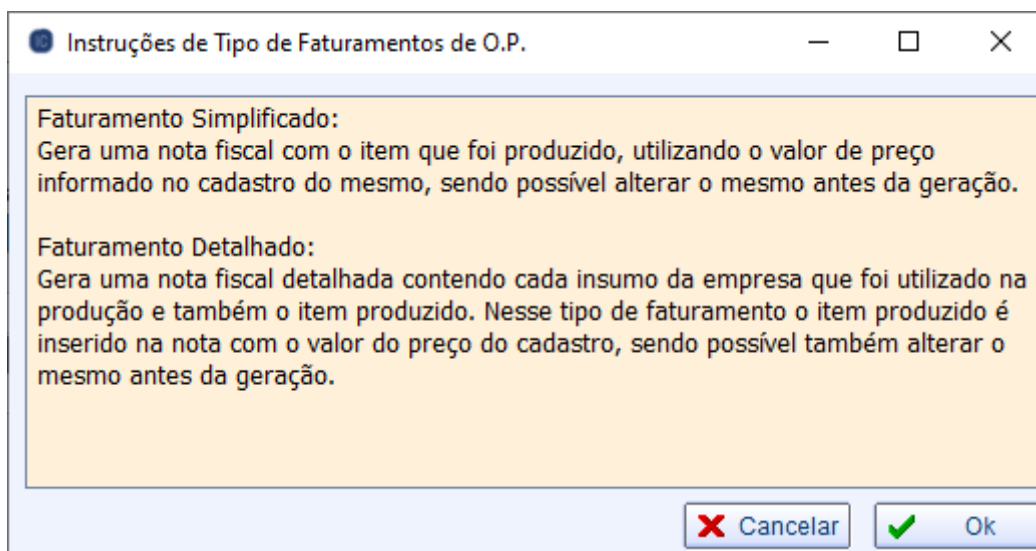 Instruções de Tipo de Faturamentos de O.P.
Faturamento Simplificado:
Gera uma nota fiscal com o item que foi produzido, utilizando o valor de preço
informado no cadastro do mesmo, sendo possível alterar o mesmo antes da geração.
Faturamento Detalhado:
Gera uma nota fiscal detalhada contendo cada insumo da empresa que foi utilizado na
produção e também o item produzido. Nesse tipo de faturamento o item produzido é
inserido na nota com o valor do preço do cadastro, sendo possível também alterar o
mesmo antes da geração.
Cancelar
Ok